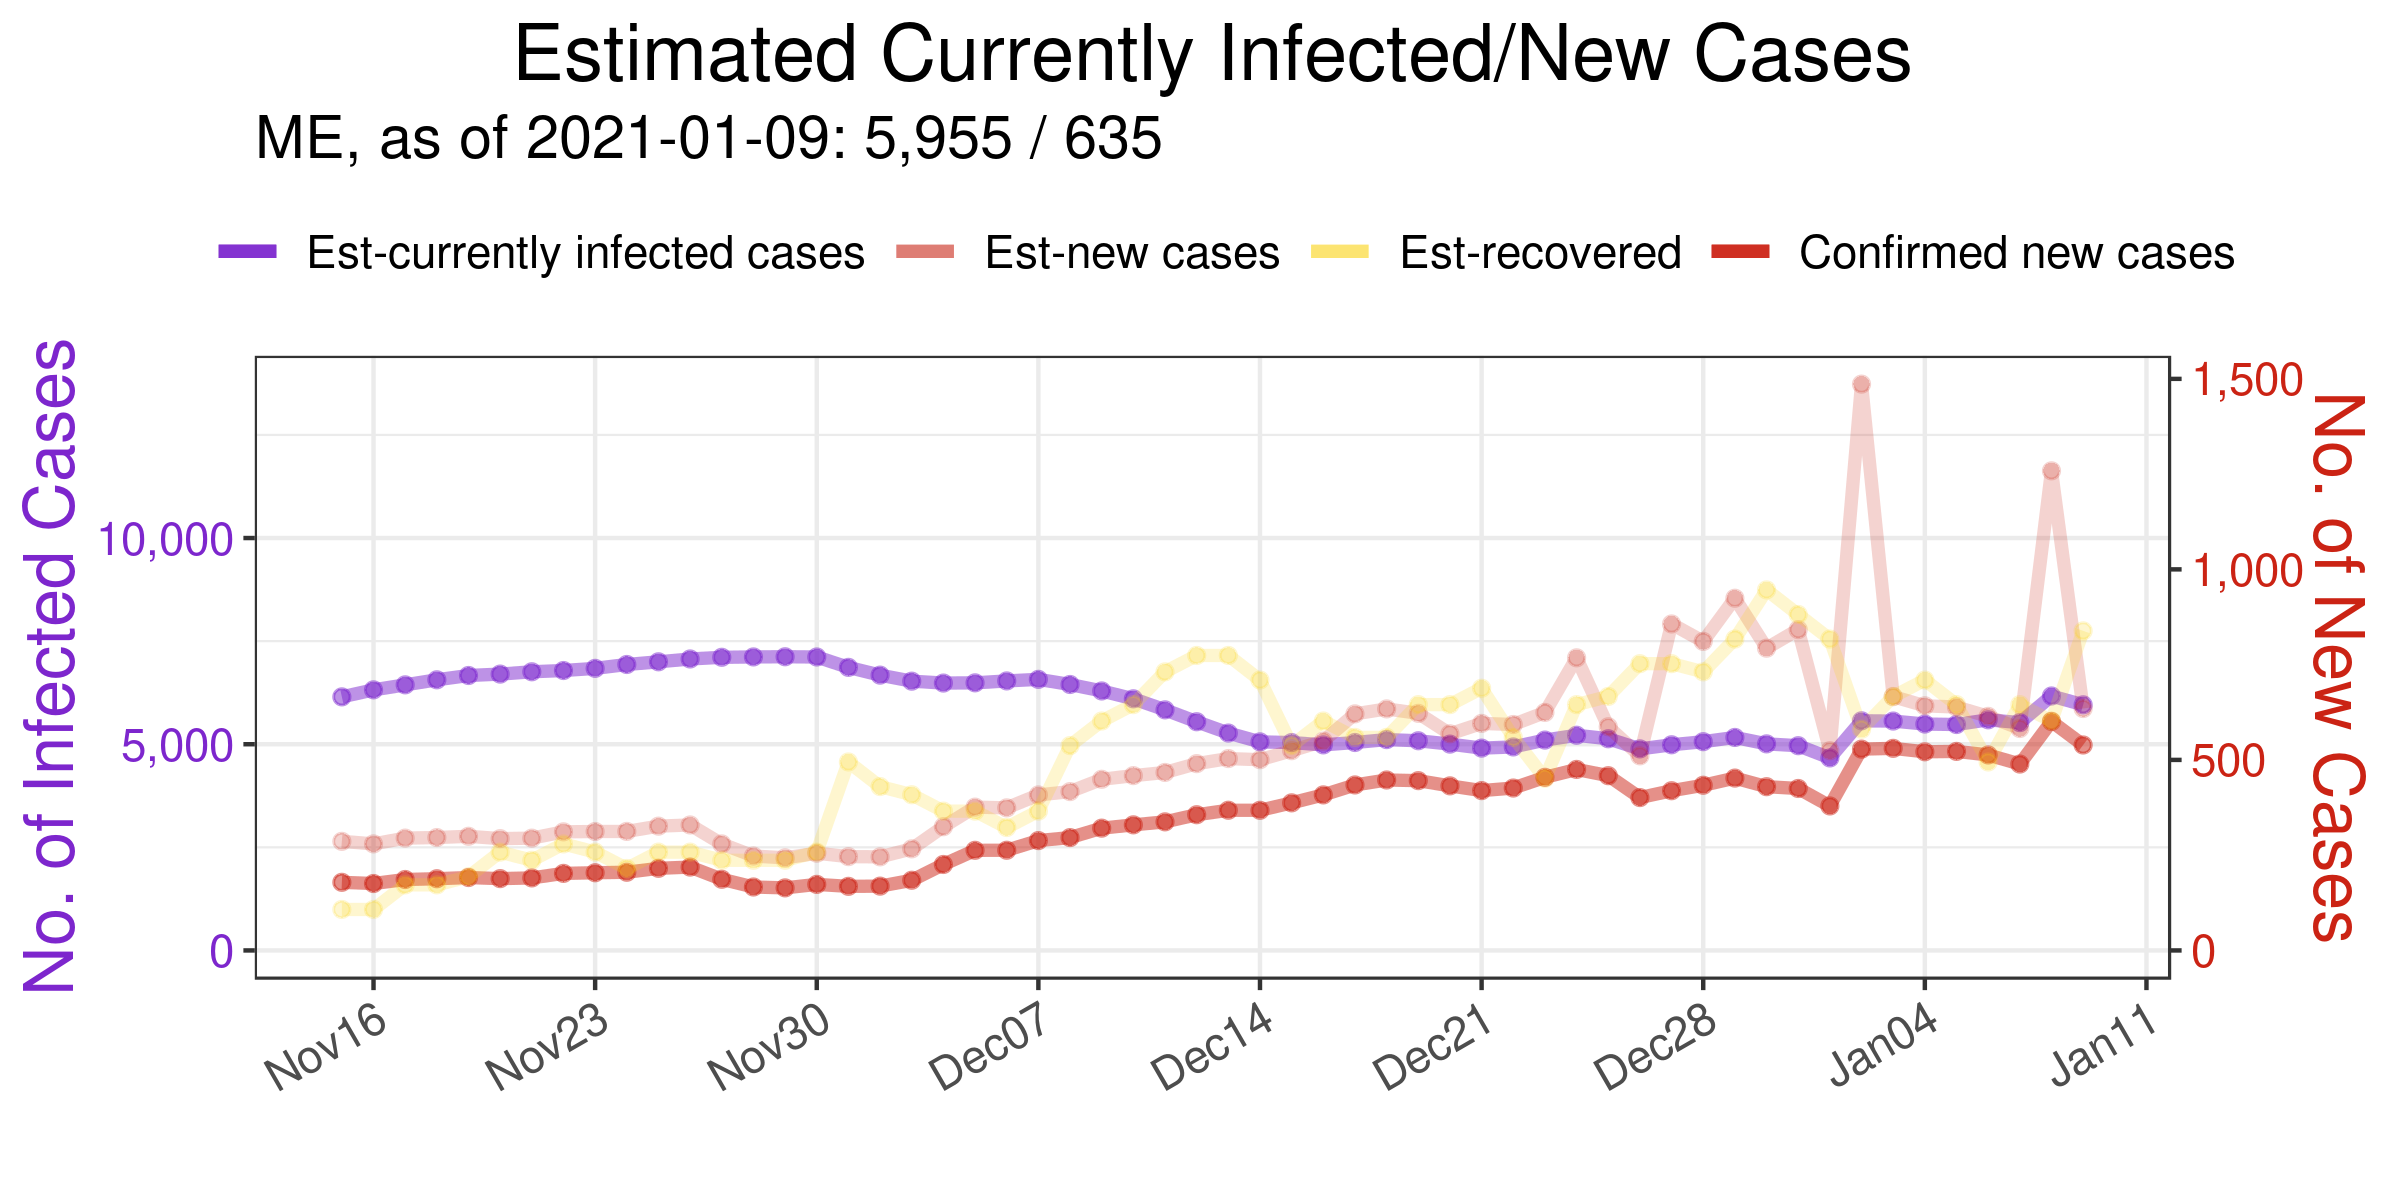 Estimated Currently Infected/New Cases
ME, as of 2021-01-09: 5,955 / 635
Est-currently infected cases Est-new cases Est-recovered Confirmed new cases
No. of Infected Cases
10,000
5,000
0
1,500
1,000
500
0
No. of New Cases
Nov16 Nov23 Nov30 Dec07 Dec14 Dec21 Dec28 Jan04 Jan11